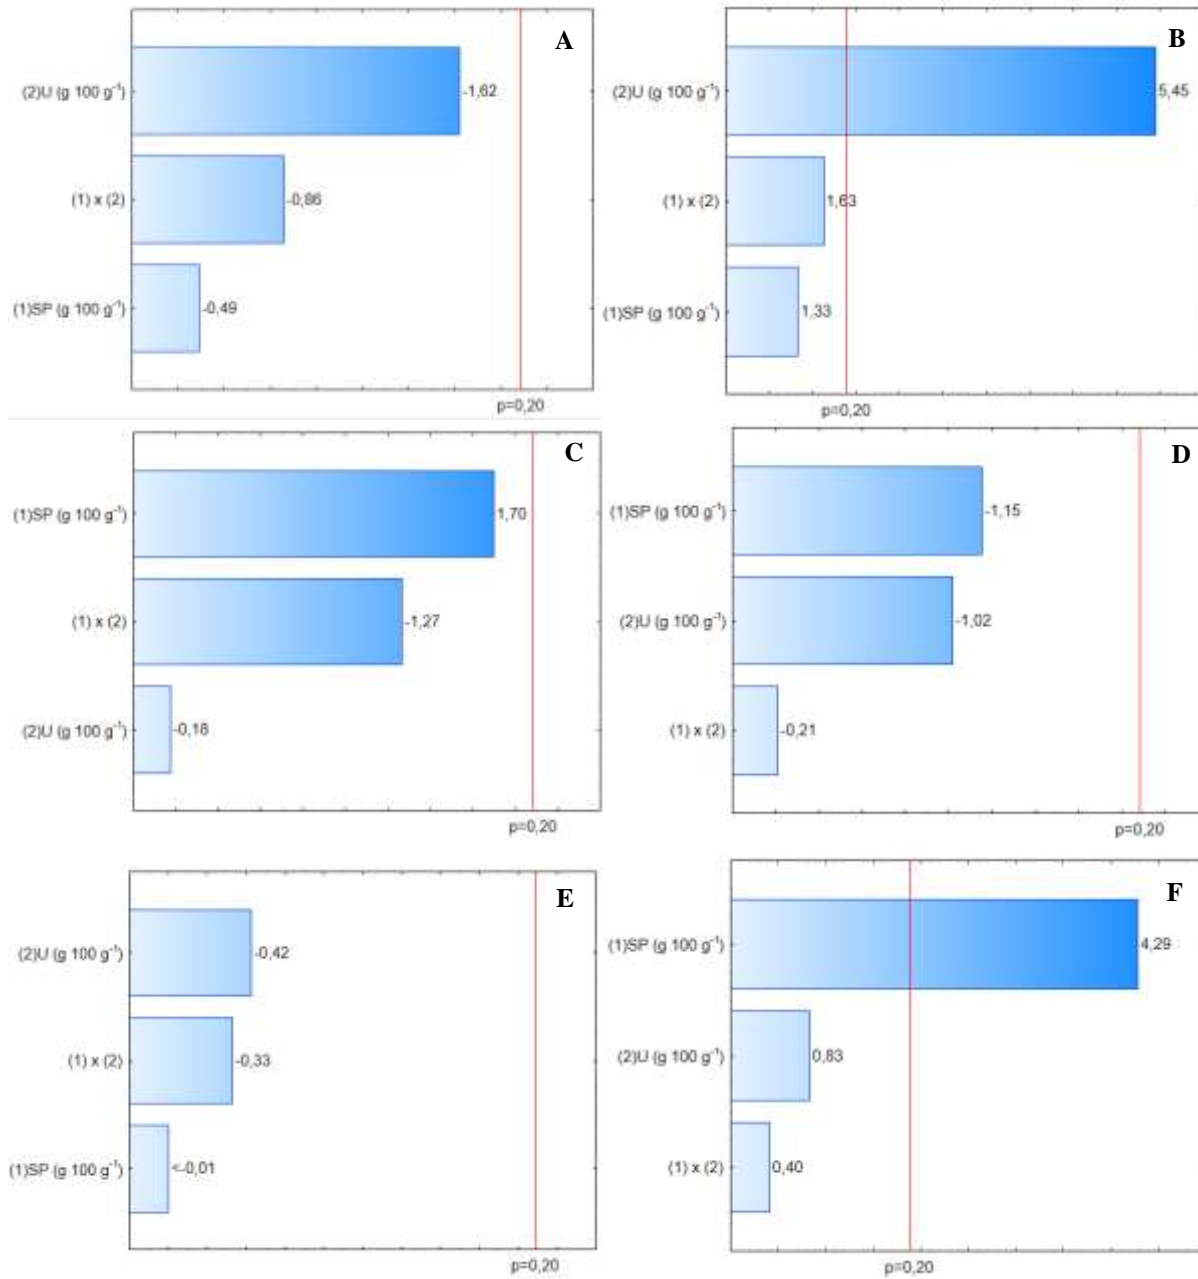 A
(2)U (g 100 g⁻¹)
-1,62
(1) x (2)
-0,86
(1)SP (g 100 g⁻¹)
-0,49
p=0,20
B
(2)U (g 100 g⁻¹)
5,45
(1) x (2)
1,63
(1)SP (g 100 g⁻¹)
1,33
p=0,20
C
(1)SP (g 100 g⁻¹)
1,70
(1) x (2)
-1,27
(2)U (g 100 g⁻¹)
-0,18
p=0,20
D
(1)SP (g 100 g⁻¹)
-1,15
(2)U (g 100 g⁻¹)
-1,02
(1) x (2)
-0,21
p=0,20
E
(2)U (g 100 g⁻¹)
-0,42
(1) x (2)
-0,33
(1)SP (g 100 g⁻¹)
<-0,01
p=0,20
F
(1)SP (g 100 g⁻¹)
4,29
(2)U (g 100 g⁻¹)
0,83
(1) x (2)
0,40
p=0,20